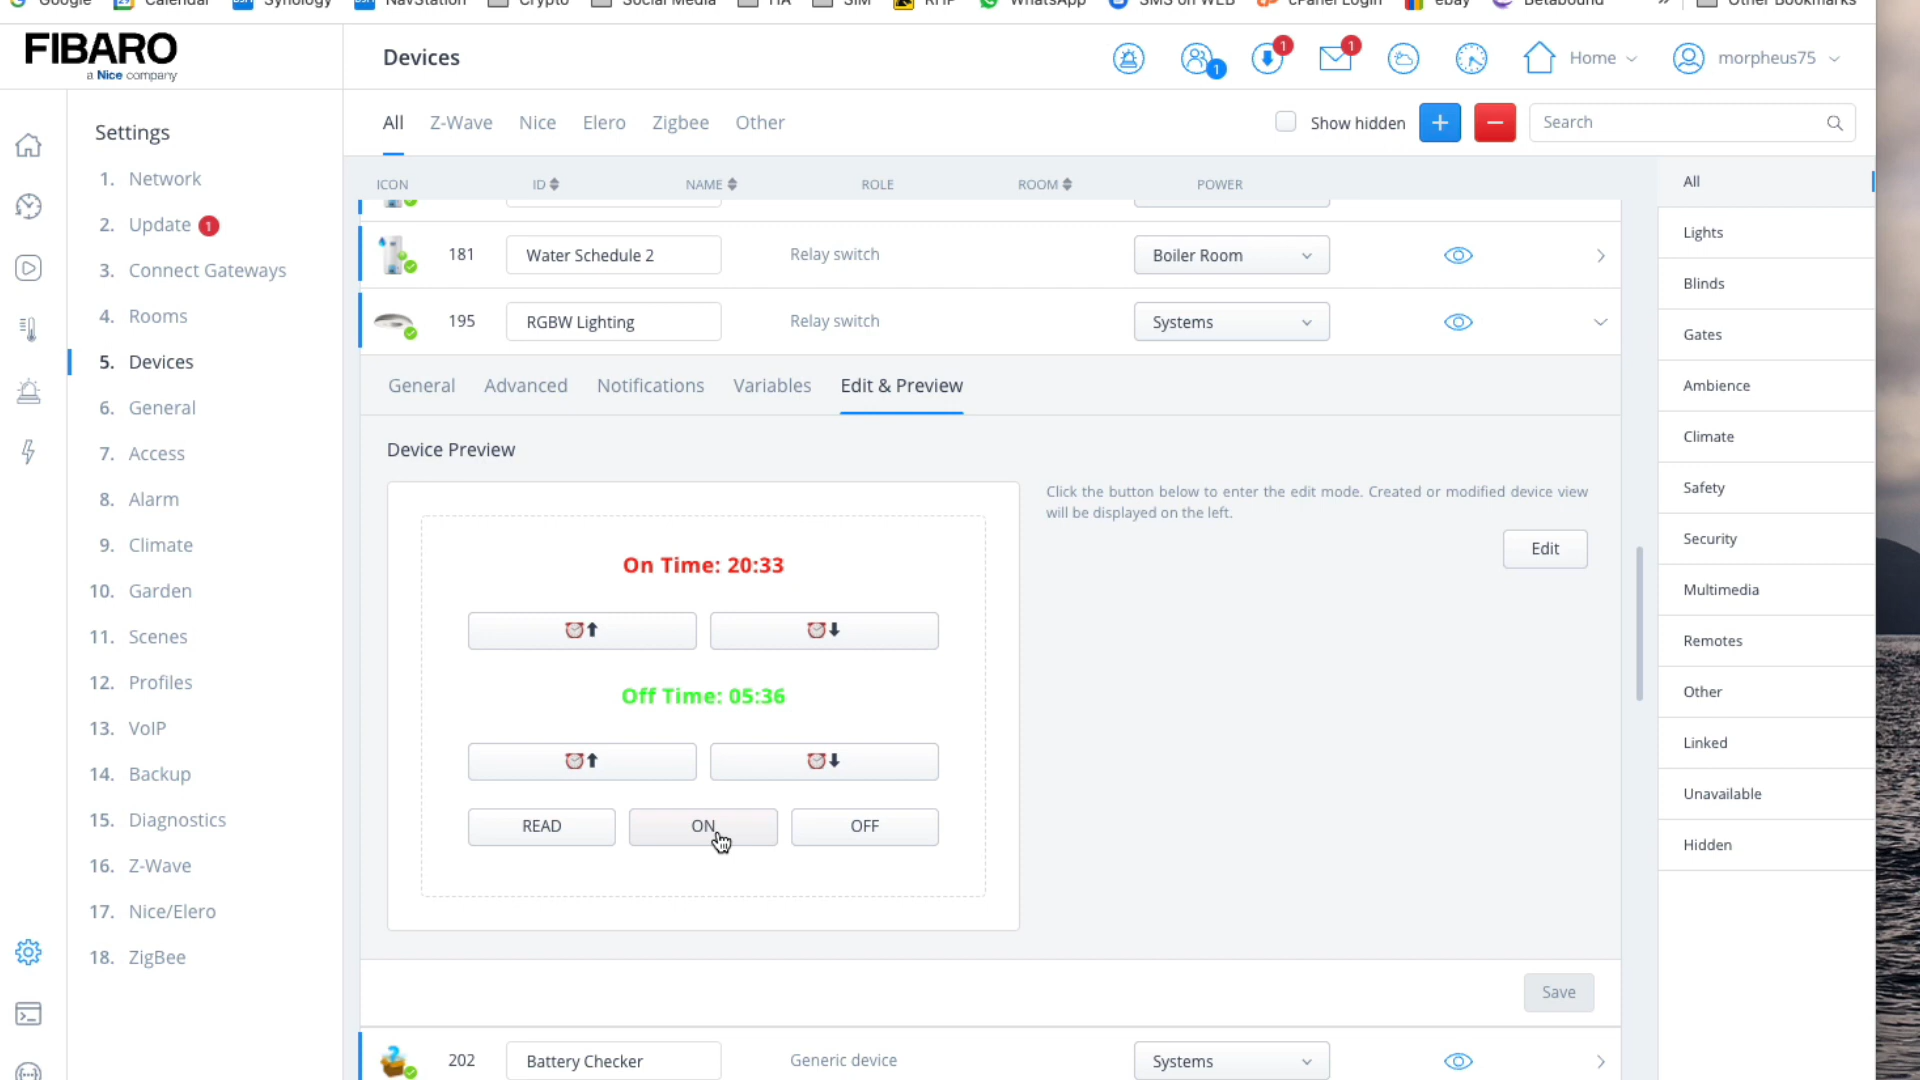 Google Calendar Synology NavStation Crypto Social Media HA SIM RHF WhatsApp SMS on WEB cPanel Login ebay Betabound » Other Bookmarks
FIBARO
a Nice company
Devices
1
1
1
Home
morpheus75
All Z-Wave Nice Elero Zigbee Other
Show hidden
+
−
Search
Settings
1. Network
2. Update 1
3. Connect Gateways
4. Rooms
5. Devices
6. General
7. Access
8. Alarm
9. Climate
10. Garden
11. Scenes
12. Profiles
13. VoIP
14. Backup
15. Diagnostics
16. Z-Wave
17. Nice/Elero
18. ZigBee
ICON ID NAME ROLE ROOM POWER
181 Water Schedule 2 Relay switch Boiler Room
195 RGBW Lighting Relay switch Systems
General Advanced Notifications Variables Edit & Preview
Device Preview
Click the button below to enter the edit mode. Created or modified device view
will be displayed on the left.
Edit
On Time: 20:33
Off Time: 05:36
READ ON OFF
Save
202 Battery Checker Generic device Systems
All
Lights
Blinds
Gates
Ambience
Climate
Safety
Security
Multimedia
Remotes
Other
Linked
Unavailable
Hidden